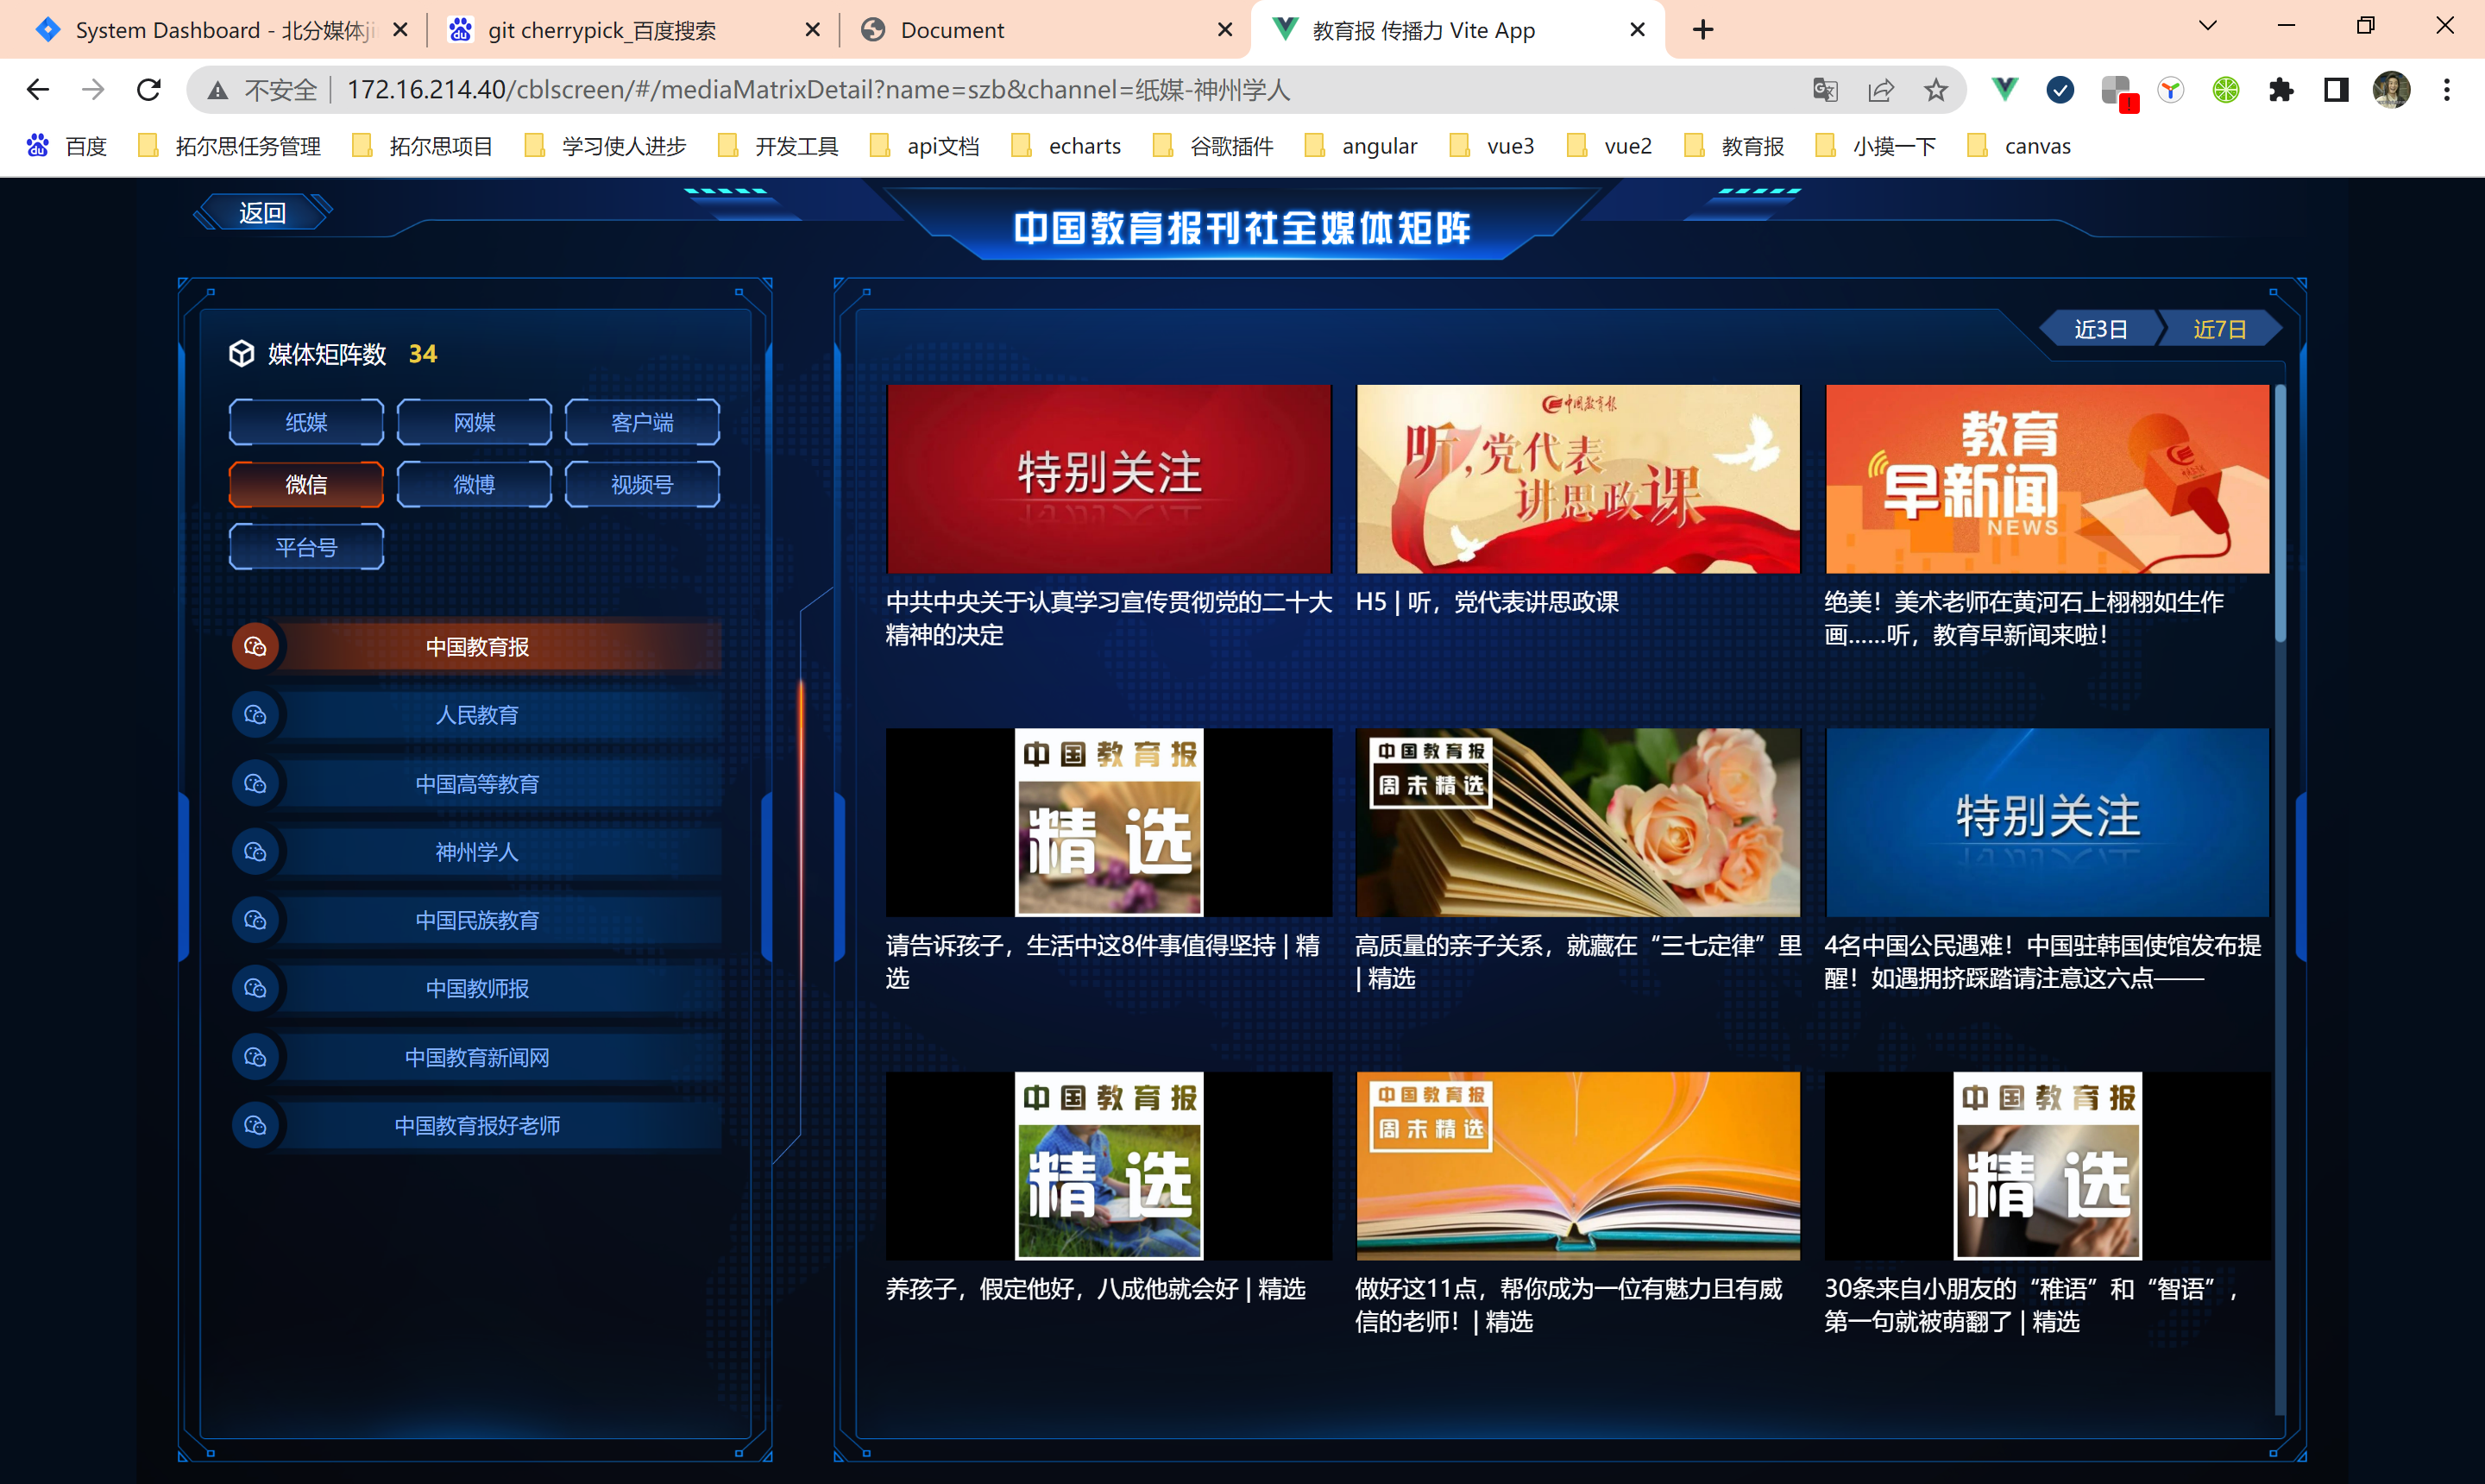 System Dashboard - 北分媒体ji
git cherrypick_百度搜索
Document
教育报 传播力 Vite App
不安全
172.16.214.40/cblscreen/#/mediaMatrixDetail?name=szb&channel=纸媒-神州学人
百度
拓尔思任务管理
拓尔思项目
学习使人进步
开发工具
api文档
echarts
谷歌插件
angular
vue3
vue2
教育报
小摸一下
canvas
返回
中国教育报刊社全媒体矩阵
媒体矩阵数 34
纸媒
网媒
客户端
微信
微博
视频号
平台号
中国教育报
人民教育
中国高等教育
神州学人
中国民族教育
中国教师报
中国教育新闻网
中国教育报好老师
近3日
近7日
特别关注
中共中央关于认真学习宣传贯彻党的二十大
精神的决定
中国教育报
听，党代表
讲思政课
H5 | 听，党代表讲思政课
教育
早新闻
NEWS
绝美！美术老师在黄河石上栩栩如生作
画……听，教育早新闻来啦！
中国教育报
精选
请告诉孩子，生活中这8件事值得坚持 | 精
选
中国教育报
周末精选
高质量的亲子关系，就藏在“三七定律”里
| 精选
特别关注
4名中国公民遇难！中国驻韩国使馆发布提
醒！如遇拥挤踩踏请注意这六点——
中国教育报
精选
养孩子，假定他好，八成他就会好 | 精选
中国教育报
周末精选
做好这11点，帮你成为一位有魅力且有威
信的老师！| 精选
中国教育报
精选
30条来自小朋友的“稚语”和“智语”，
第一句就被萌翻了 | 精选